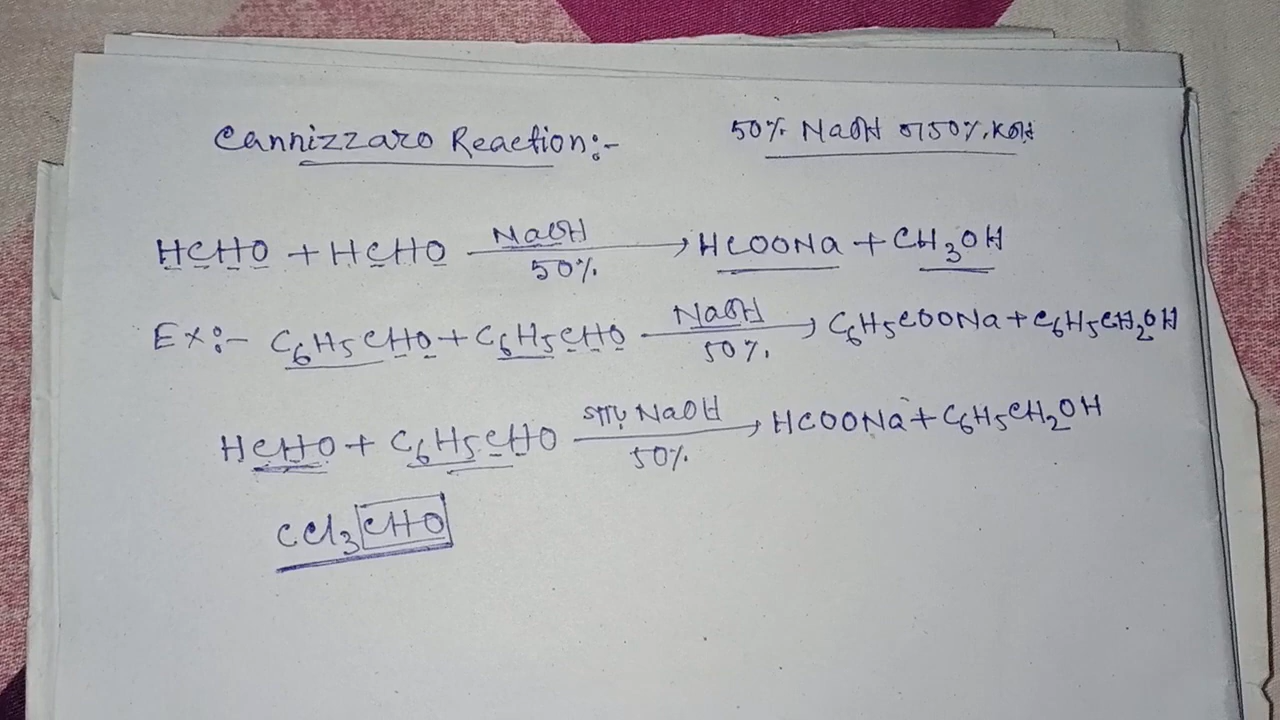 Cannizzaro Reaction:-
50% NaOH or 50% KOH
HCHO + HCHO NaOH 50% → HCOONa + CH₃OH
Ex:- C₆H₅CHO + C₆H₅CHO NaOH 50% → C₆H₅COONa + C₆H₅CH₂OH
HCHO + C₆H₅CHO NaOH 50% → HCOONa + C₆H₅CH₂OH
CCl₃CHO